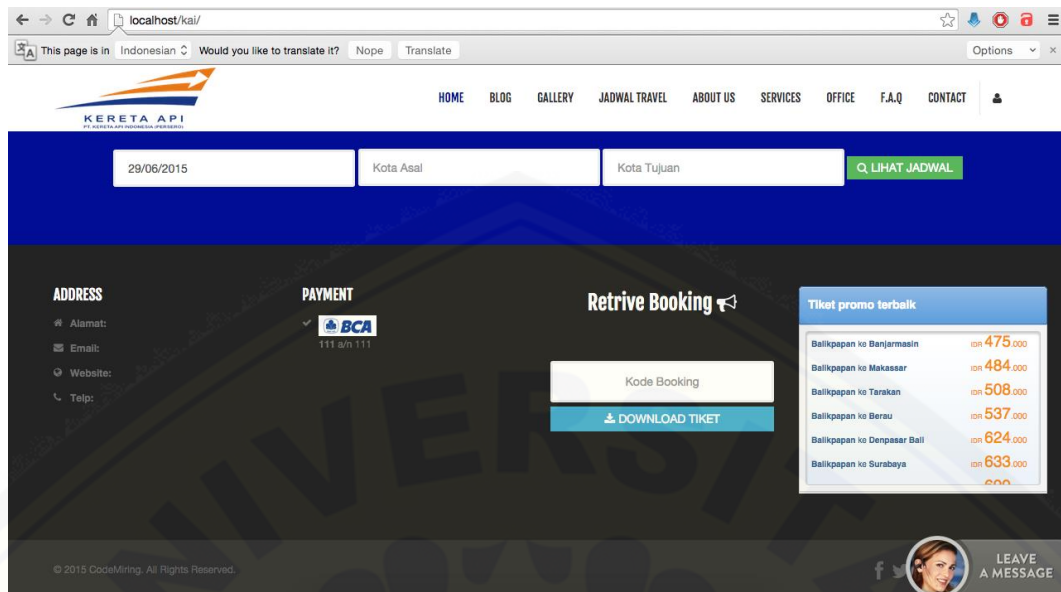 localhost/kai/
This page is in Indonesian Would you like to translate it? Nope Translate Options
KERETA API
PT. KERETA API INDONESIA (PERSERO)
HOME BLOG GALLERY JADWAL TRAVEL ABOUT US SERVICES OFFICE F.A.Q CONTACT
29/06/2015 Kota Asal Kota Tujuan LIHAT JADWAL
ADDRESS
Alamat:
Email:
Website:
Telp:
PAYMENT
BCA
111 a/n 111
Retrive Booking
Kode Booking
DOWNLOAD TIKET
Tiket promo terbaik
Balikpapan ke Banjarmasin IDR 475.000
Balikpapan ke Makassar IDR 484.000
Balikpapan ke Tarakan IDR 508.000
Balikpapan ke Berau IDR 537.000
Balikpapan ke Denpasar Bali IDR 624.000
Balikpapan ke Surabaya IDR 633.000
© 2015 CodeMiring. All Rights Reserved.
LEAVE
A MESSAGE
NIVERSIT